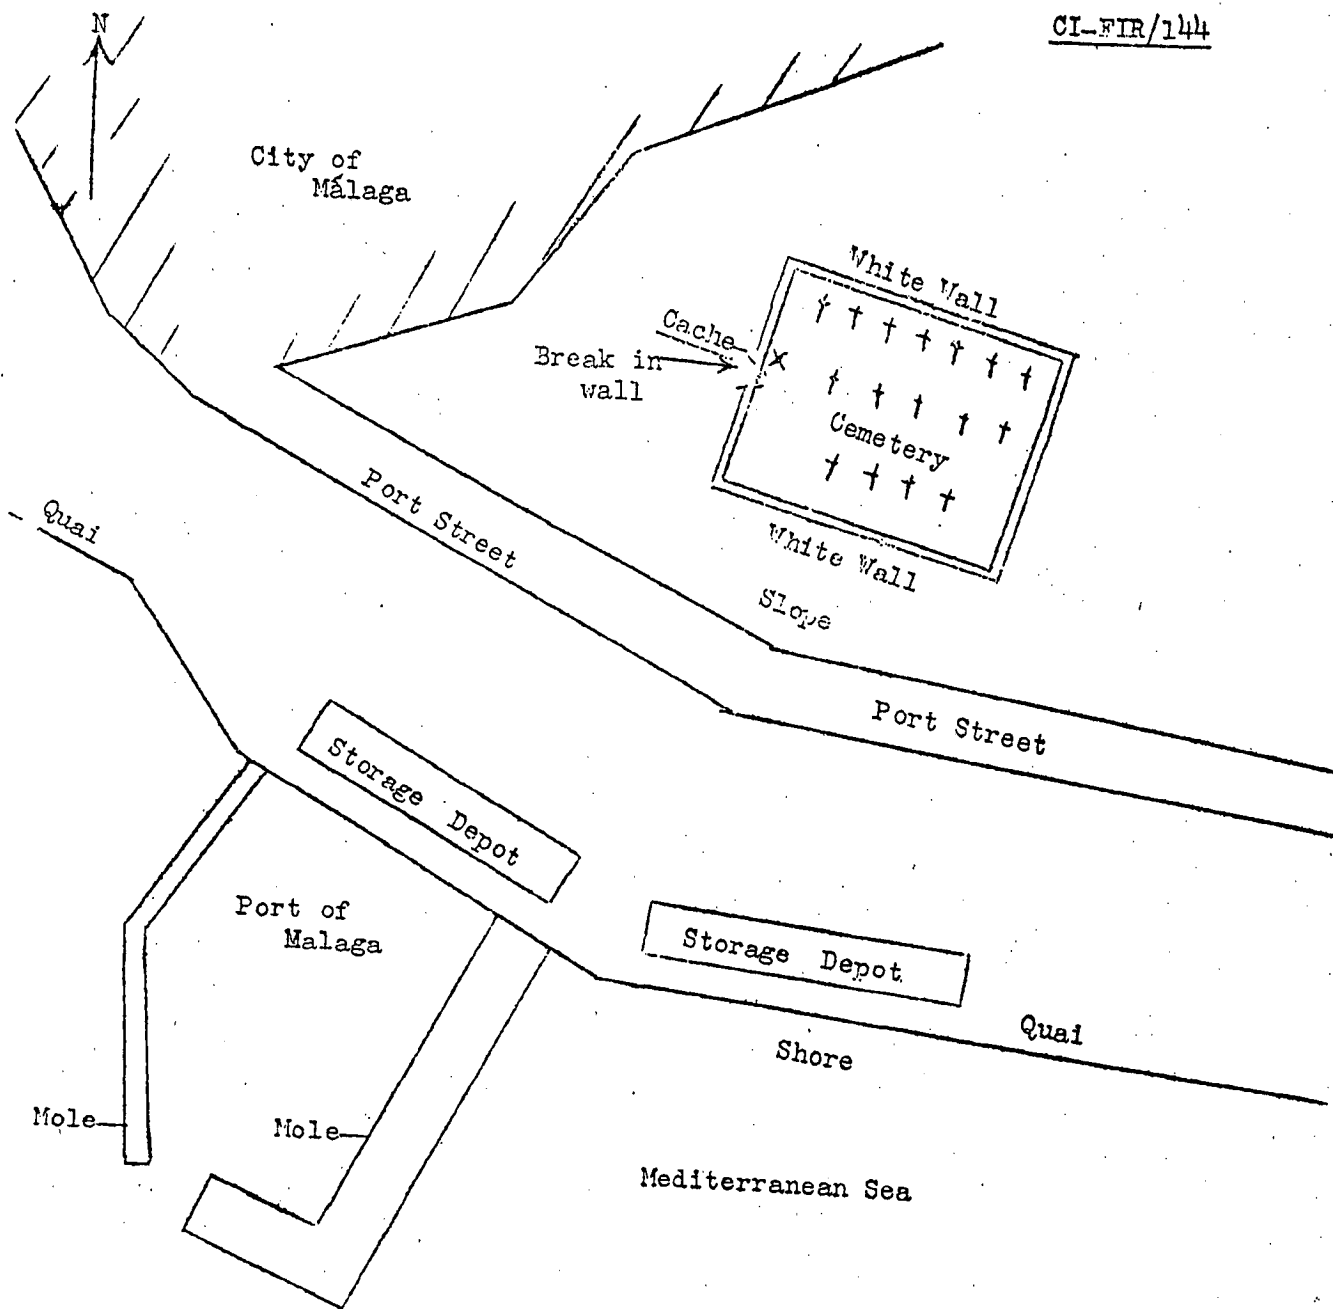 CI-FIR/144
N
City of
Málaga
White Wall
Cache
X
Break in
wall
Cemetery
White Wall
Slope
Quai
Port Street
Port Street
Storage Depot
Storage Depot
Port of
Malaga
Quai
Shore
Mole
Mole
Mediterranean Sea